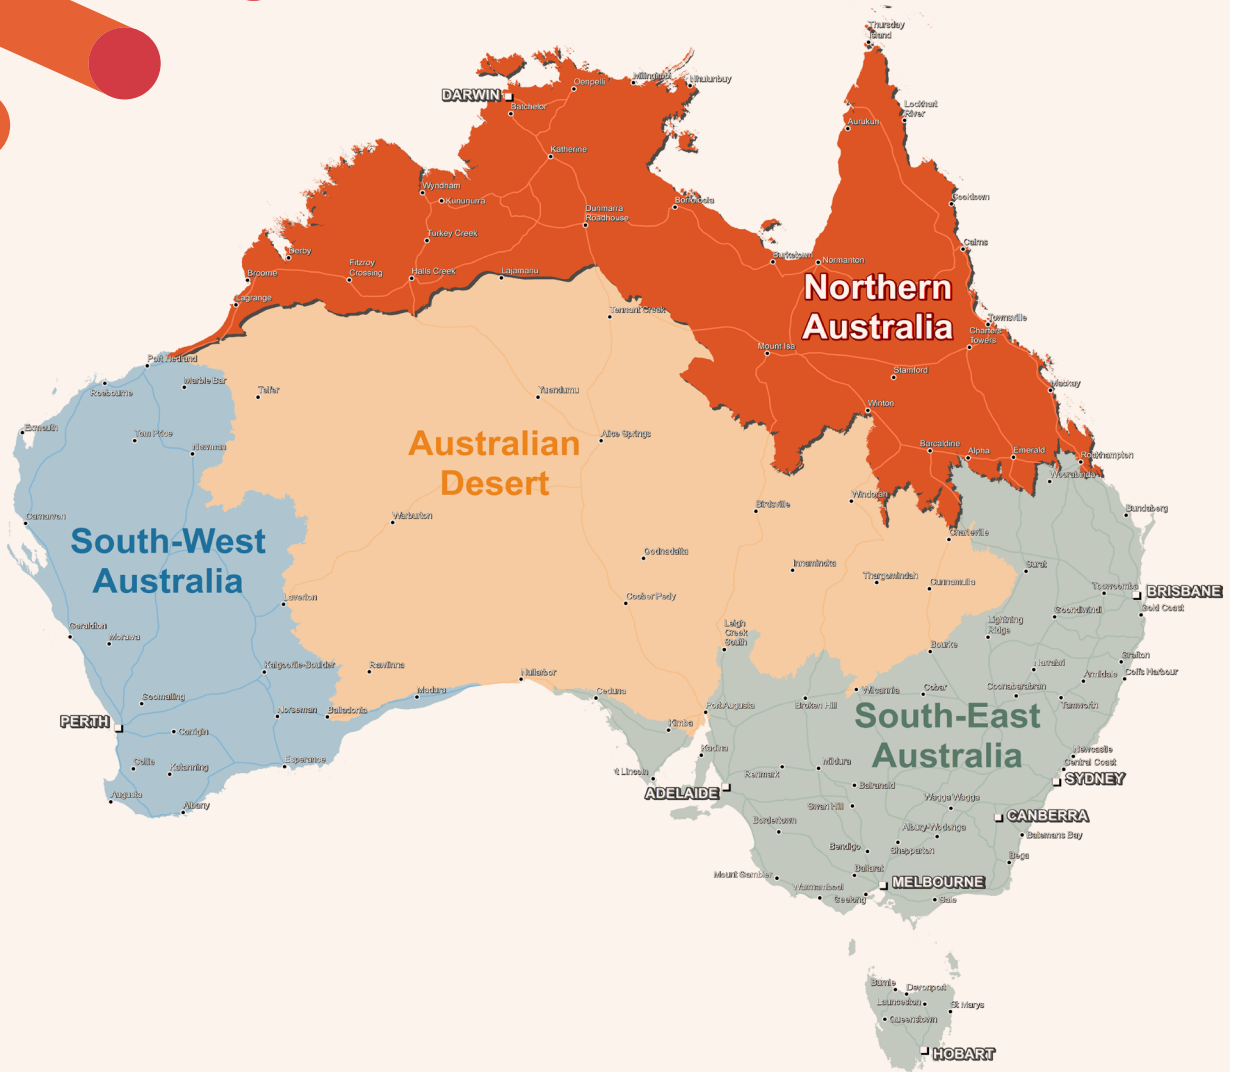 Thursday
Island
Milingimbi
Nhulunbuy
Oenpelli
DARWIN
Batchelor
Lockhart
River
Aurukun
Katherine
Wyndham
Kununurra
Borroloola
Cooktown
Dunmarra
Roadhouse
Turkey Creek
Cairns
Derby
Burketown
Normanton
Fitzroy
Crossing
Broome
Halls Creek
Lajamanu
Northern
Australia
Lagrange
Tennant Creek
Townsville
Charters
Towers
Mount Isa
Port Hedland
Stamford
Marble Bar
Roebourne
Telfer
Yuendumu
Mackay
Winton
Exmouth
Tom Price
Newman
Alice Springs
Australian
Desert
Barcaldine
Alpha
Emerald
Rockhampton
Woorabinda
Windorah
Birdsville
Bundaberg
Carnarvon
Warburton
Charleville
South-West
Australia
Oodnadatta
Innamincka
Thargomindah
Cunnamulla
Surat
Toowoomba
BRISBANE
Laverton
Coober Pedy
Goondiwindi
Gold Coast
Geraldton
Morawa
Leigh
Creek
South
Lightning
Ridge
Bourke
Grafton
Kalgoorlie-Boulder
Rawlinna
Nullarbor
Narrabri
Armidale
Coffs Harbour
Madura
Ceduna
Wilcannia
Cobar
Coonabarabran
Tamworth
Goomalling
Norseman
Balladonia
Port Augusta
Broken Hill
PERTH
Corrigin
Kimba
South-East
Australia
Kadina
Newcastle
Central Coast
Collie
Katanning
Esperance
t Lincoln
Renmark
Mildura
SYDNEY
Augusta
Albany
ADELAIDE
Balranald
Swan Hill
Wagga Wagga
CANBERRA
Bordertown
Albury-Wodonga
Batemans Bay
Bendigo
Shepparton
Bega
Mount Gambier
Ballarat
MELBOURNE
Warrnambool
Geelong
Sale
Burnie
Devonport
Launceston
St Marys
Queenstown
HOBART